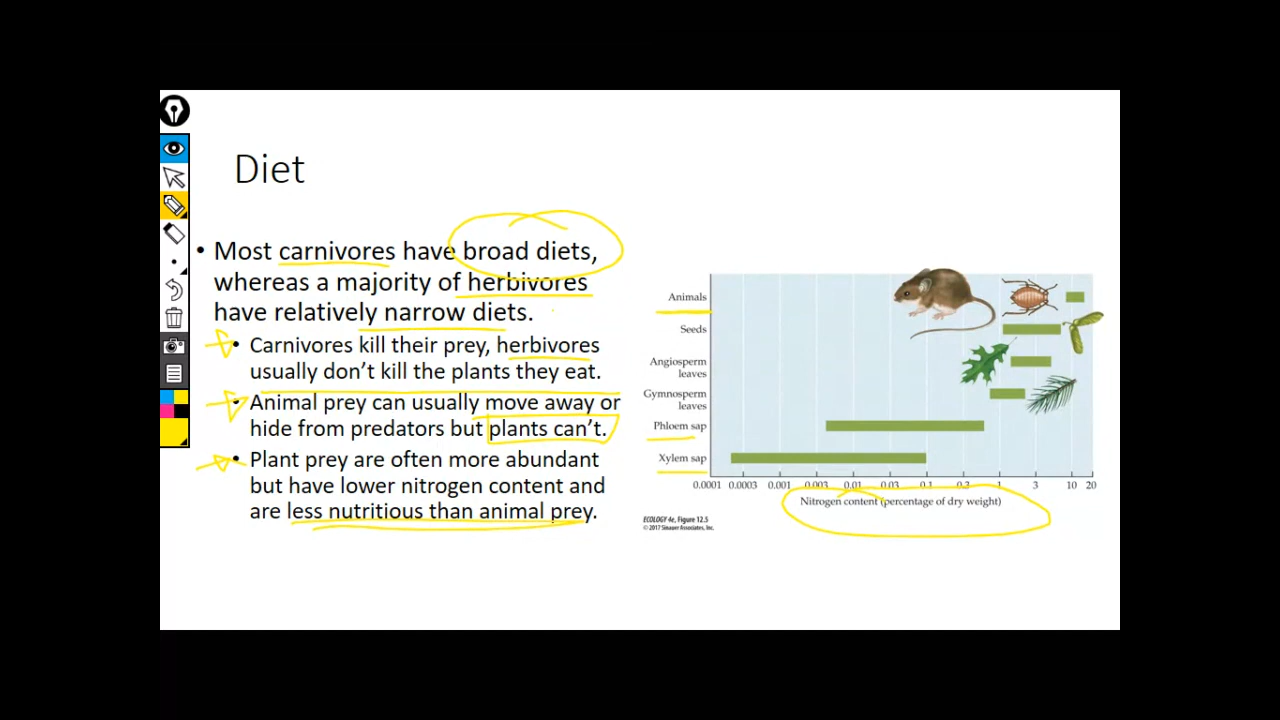 Diet
• Most carnivores have broad diets,
whereas a majority of herbivores
have relatively narrow diets.
• Carnivores kill their prey, herbivores
usually don't kill the plants they eat.
• Animal prey can usually move away or
hide from predators but plants can't.
• Plant prey are often more abundant
but have lower nitrogen content and
are less nutritious than animal prey.
Animals
Seeds
Angiosperm
leaves
Gymnosperm
leaves
Phloem sap
Xylem sap
0.0001 0.0003 0.001 0.003 0.01 0.03 0.1 0.3 1 3 10 20
Nitrogen content (percentage of dry weight)
ECOLOGY 4e, Figure 12.5
© 2017 Sinauer Associates, Inc.